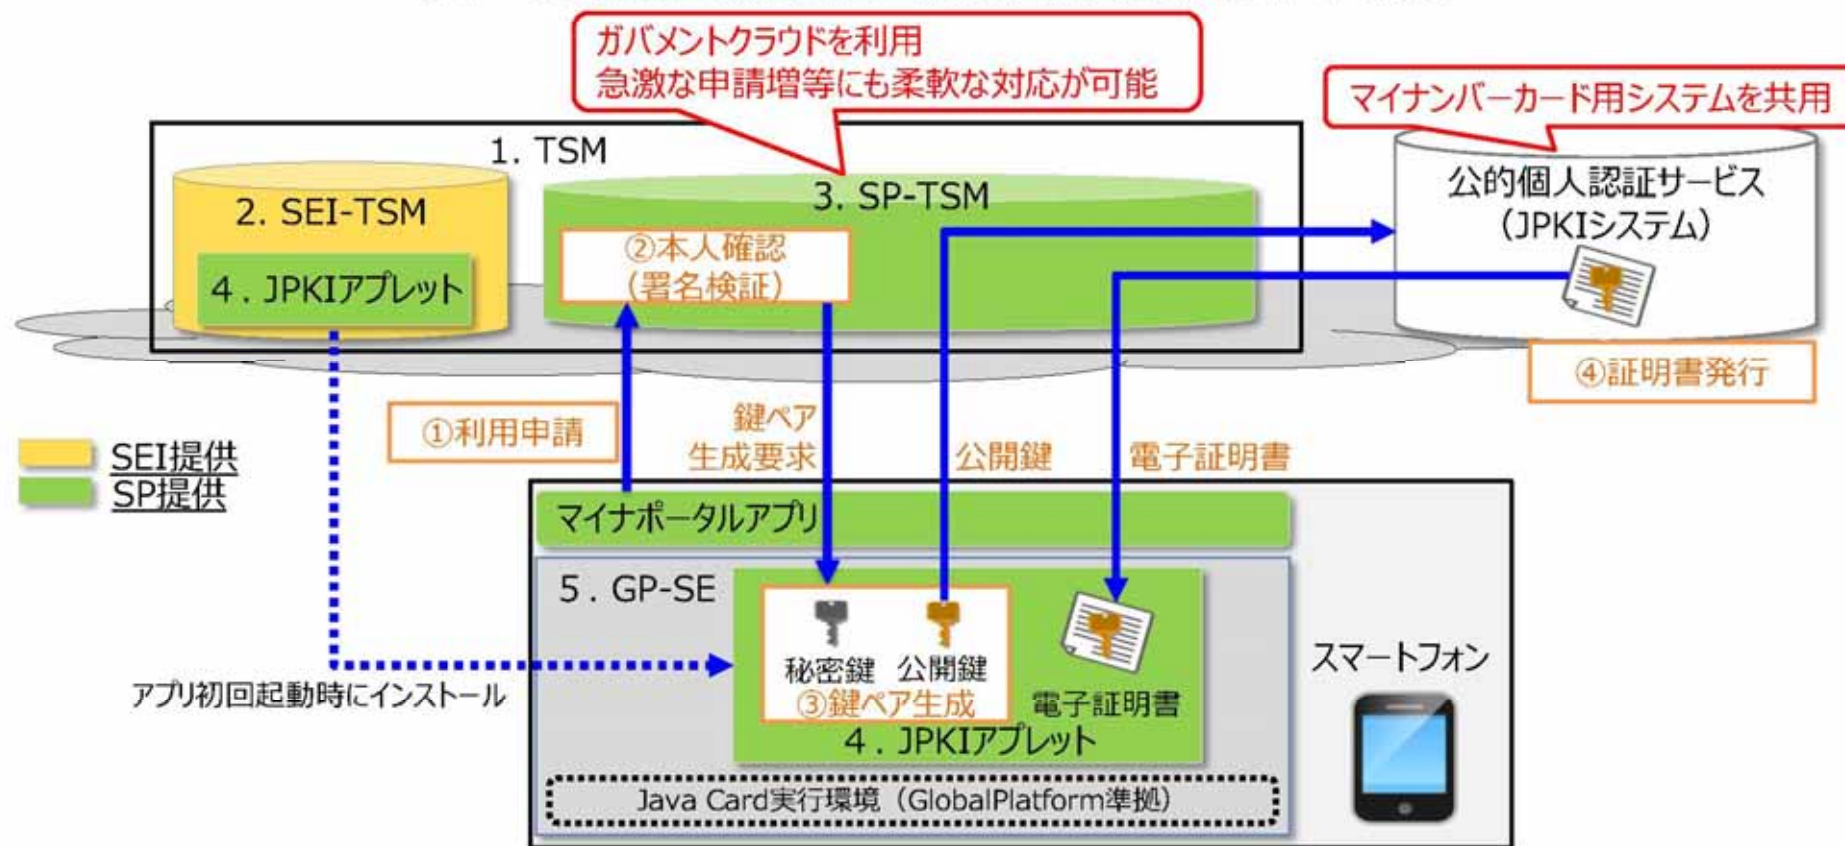 ガバメントクラウドを利用
急激な申請増等にも柔軟な対応が可能
マイナンバーカード用システムを共用
1. TSM
2. SEI-TSM
4 . JPKIアプレット
3. SP-TSM
②本人確認
（署名検証）
公的個人認証サービス
（JPKIシステム）
④証明書発行
①利用申請
鍵ペア
生成要求
公開鍵
電子証明書
SEI提供
SP提供
マイナポータルアプリ
5 . GP-SE
秘密鍵
公開鍵
③鍵ペア生成
電子証明書
4 . JPKIアプレット
アプリ初回起動時にインストール
スマートフォン
Java Card実行環境（GlobalPlatform準拠）